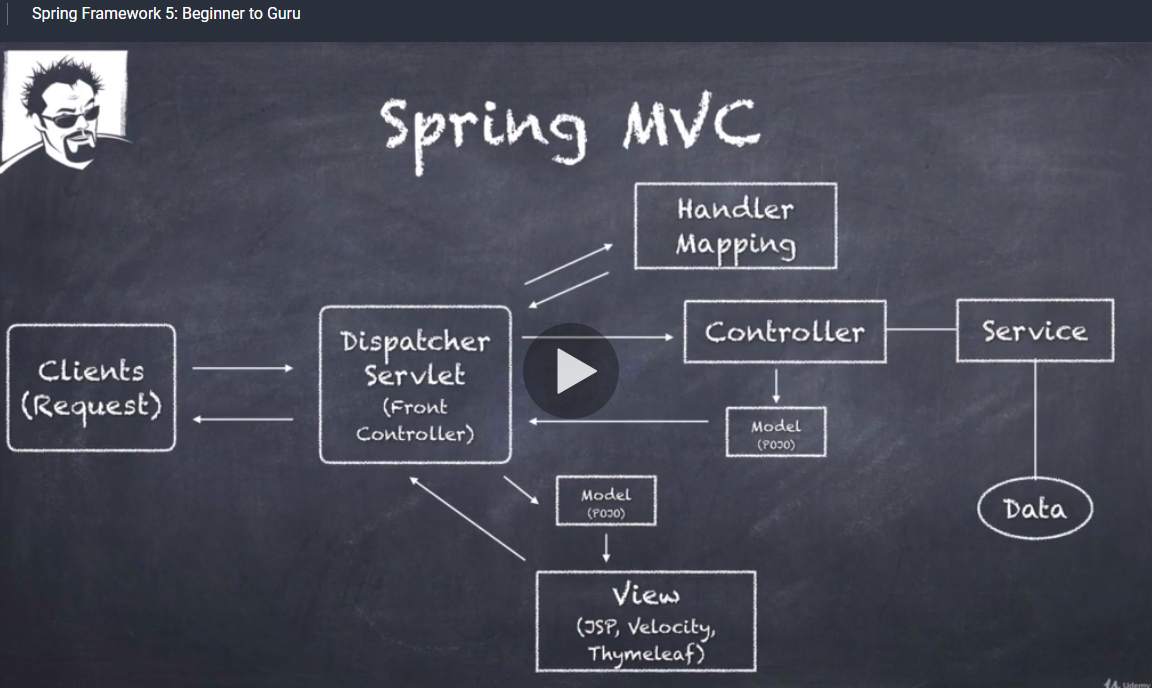 Spring Framework 5: Beginner to Guru
Spring MVC
Handler
Mapping
Clients
(Request)
Dispatcher
Servlet
(Front
Controller)
Controller
Service
Model
(POJO)
Data
Model
(POJO)
View
(JSP, Velocity,
Thymeleaf)
Udemy